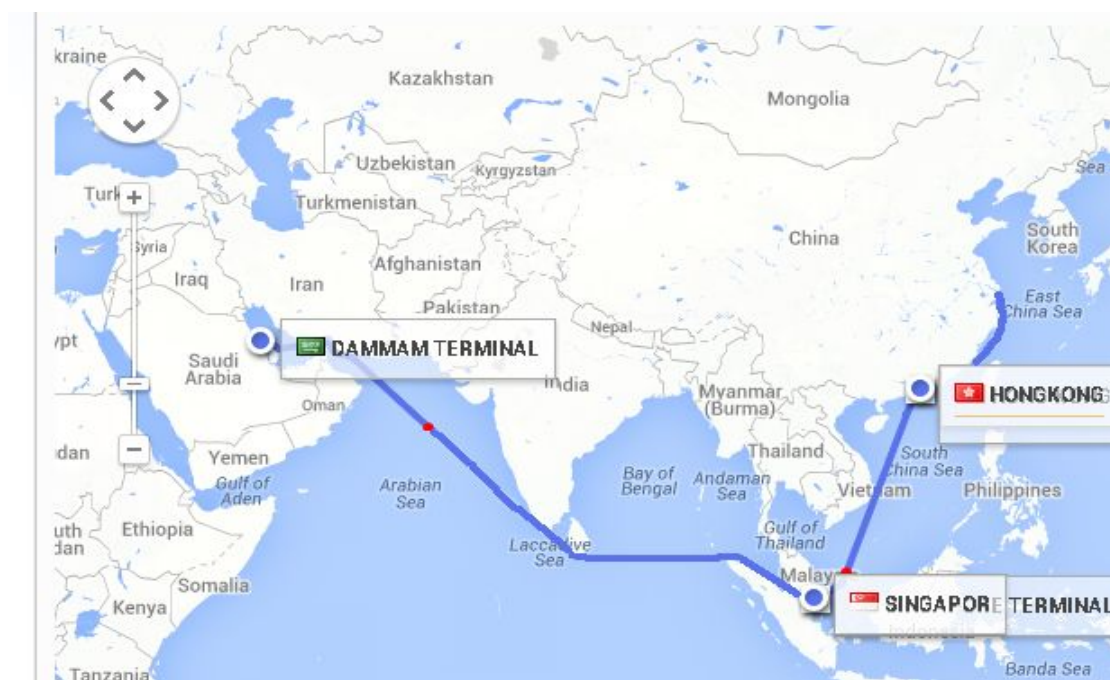 kraine
Kazakhstan
Mongolia
Uzbekistan
Kyrgyzstan
Sea
Turk
+
Turkmenistan
South
Korea
China
Syria
Afghanistan
Iraq
Iran
East
China Sea
Pakistan
Nepal
ypt
DAMMAM TERMINAL
Saudi
Arabia
India
Myanmar
(Burma)
HONGKONG
Oman
dan
Yemen
Gulf of
Aden
Arabian
Sea
Bay of
Bengal
Andaman
Sea
Thailand
South
China Sea
Vietnam
Philippines
uth
dan
Ethiopia
Gulf of
Thailand
Laccadive
Sea
Somalia
Malay
Kenya
SINGAPORE TERMINAL
Indonesia
Banda Sea
Tanzania